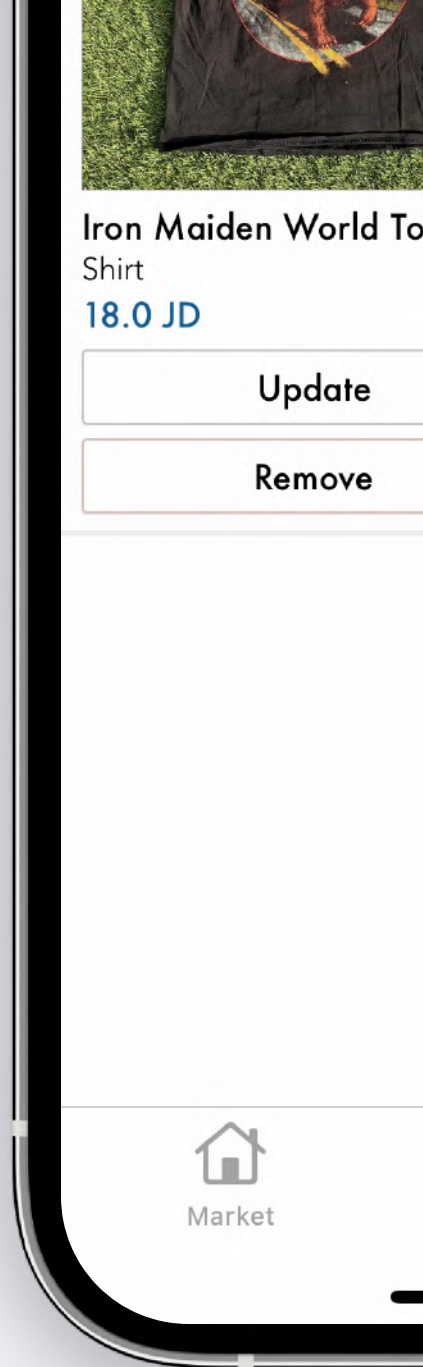 Iron Maiden World To
Shirt
18.0 JD
Update
Remove
Market